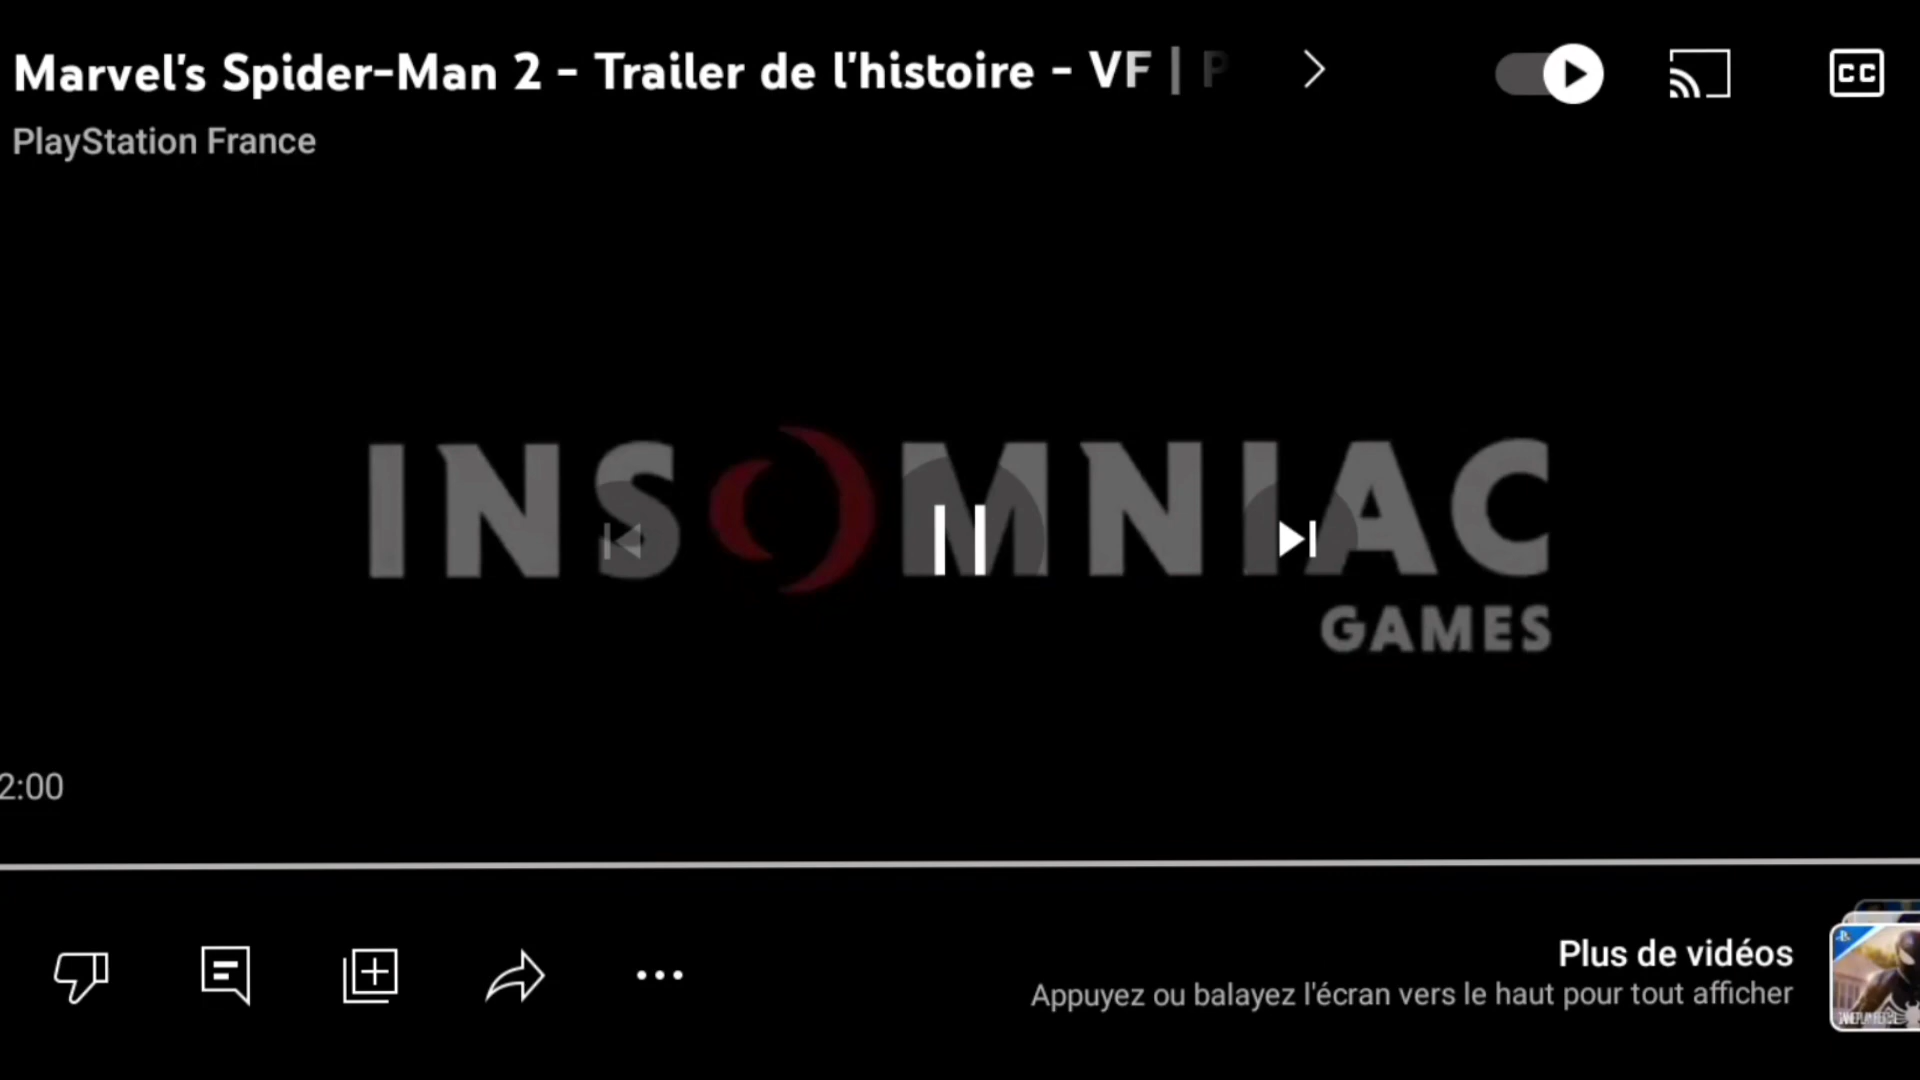 Marvel's Spider-Man 2 - Trailer de l'histoire - VF |
PlayStation France
CC
INSOMNIAC
GAMES
2:00
Plus de vidéos
Appuyez ou balayez l'écran vers le haut pour tout afficher